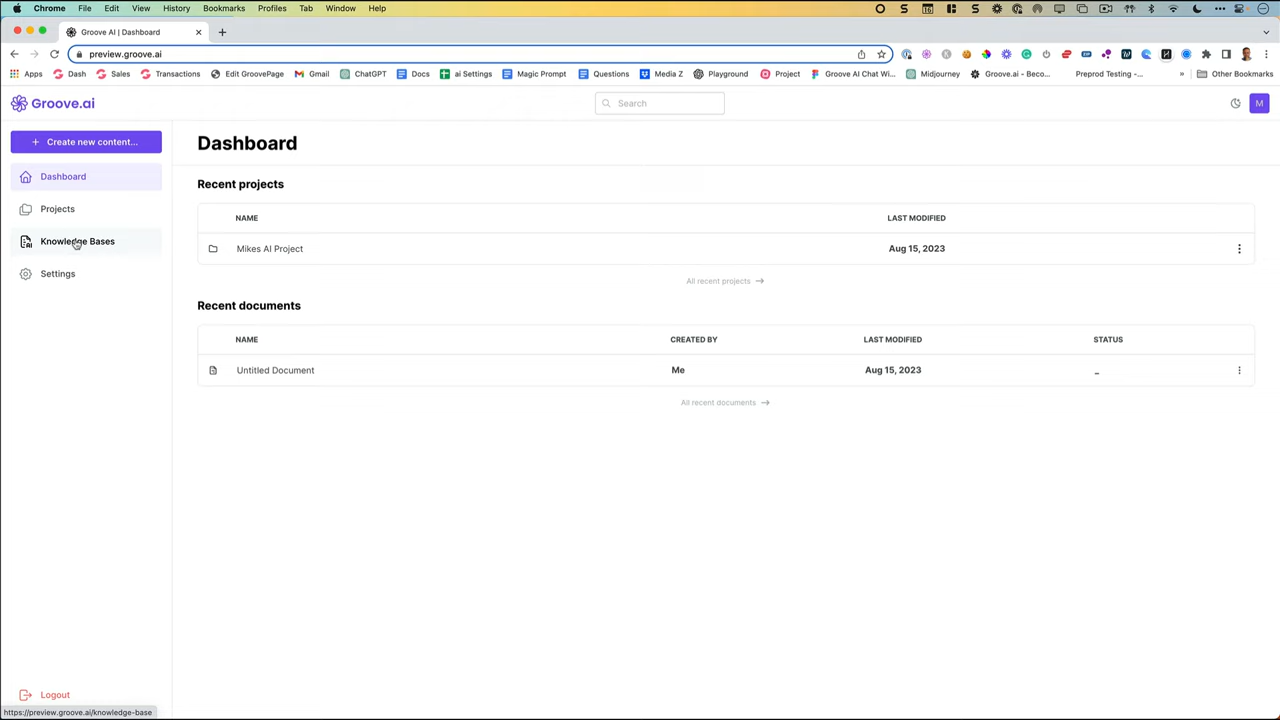 Chrome File Edit View History Bookmarks Profiles Tab Window Help
Groove AI | Dashboard
preview.groove.ai
Apps Dash Sales Transactions Edit GroovePage Gmail ChatGPT Docs ai Settings Magic Prompt Questions Media Z Playground Project Groove AI Chat Wi... Midjourney Groove.ai - Beco... Preprod Testing -... » Other Bookmarks
Groove.ai
Search
M
+ Create new content...
Dashboard
Projects
Knowledge Bases
Settings
Dashboard
Recent projects
NAME LAST MODIFIED
Mikes AI Project Aug 15, 2023
All recent projects →
Recent documents
NAME CREATED BY LAST MODIFIED STATUS
Untitled Document Me Aug 15, 2023 _
All recent documents →
Logout
https://preview.groove.ai/knowledge-base